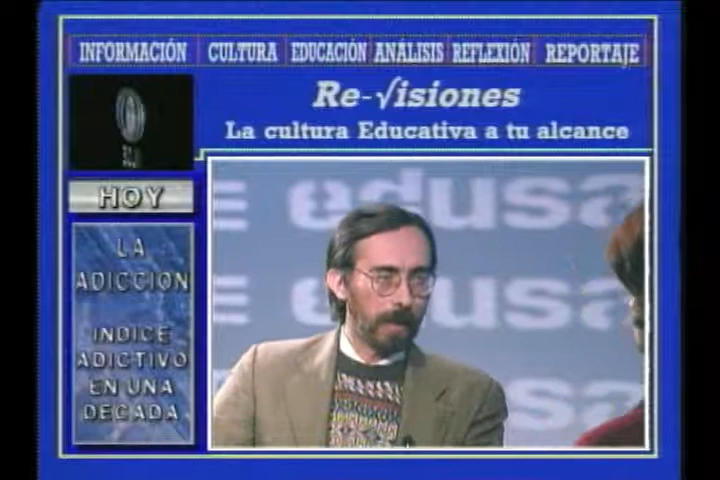 INFORMACIÓN CULTURA EDUCACIÓN ANÁLISIS REFLEXIÓN REPORTAJE
Re-√isiones
La cultura Educativa a tu alcance
HOY
LA
ADICCION
INDICE
ADICTIVO
EN UNA
DECADA
E edusa
E edusa
edusa